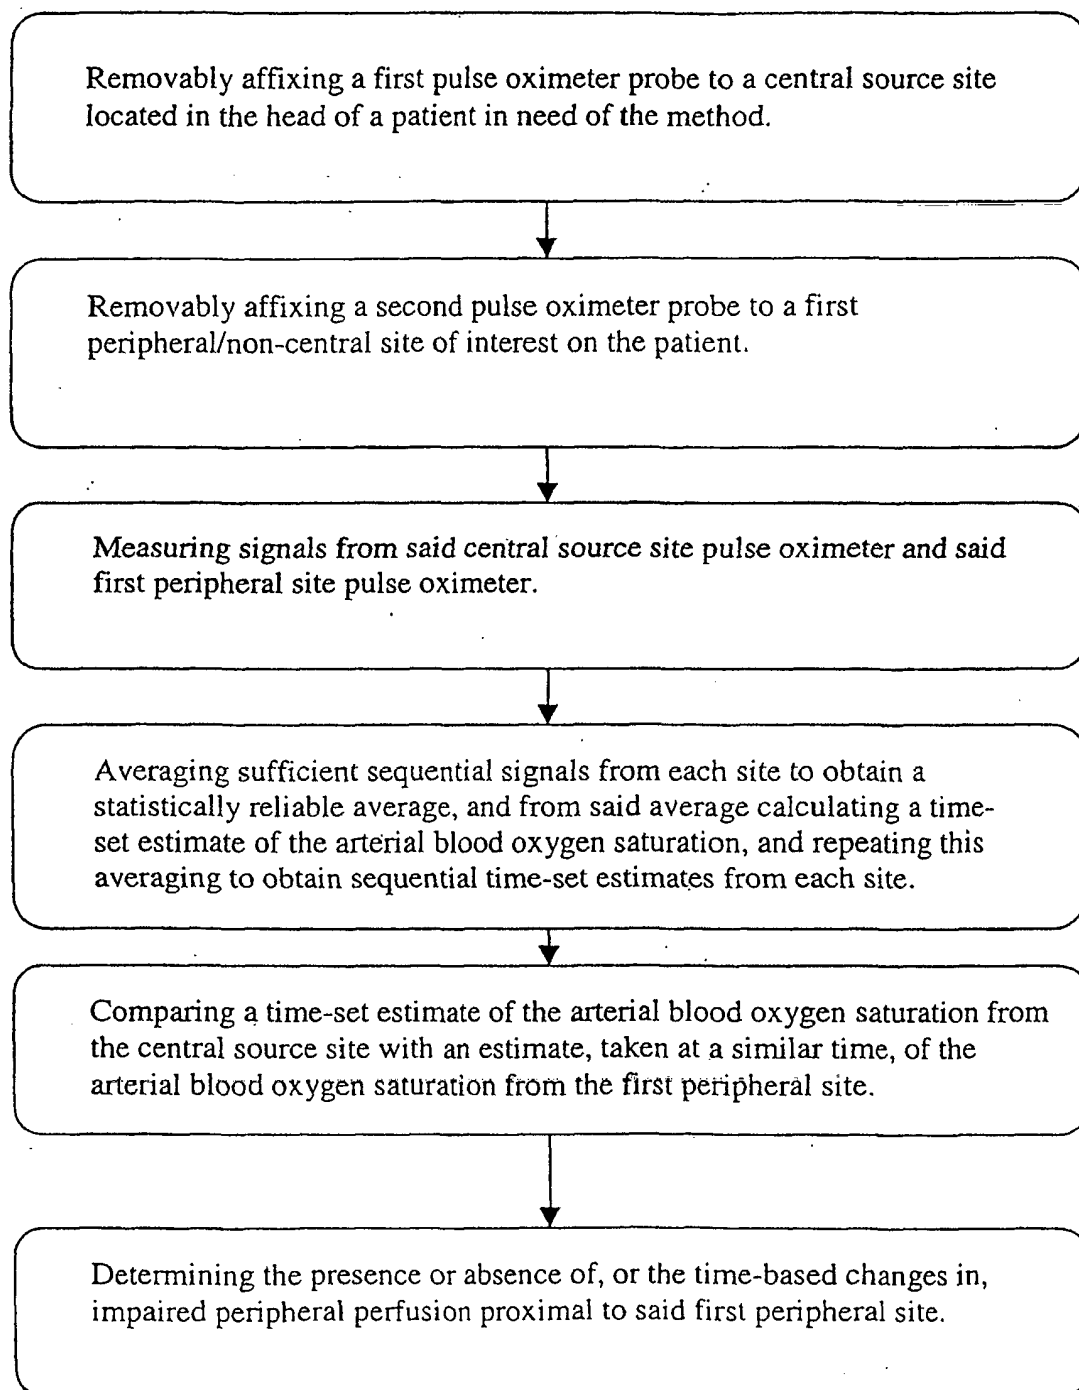 Removably affixing a first pulse oximeter probe to a central source site
located in the head of a patient in need of the method.
Removably affixing a second pulse oximeter probe to a first
peripheral/non-central site of interest on the patient.
Measuring signals from said central source site pulse oximeter and said
first peripheral site pulse oximeter.
Averaging sufficient sequential signals from each site to obtain a
statistically reliable average, and from said average calculating a time-
set estimate of the arterial blood oxygen saturation, and repeating this
averaging to obtain sequential time-set estimates from each site.
Comparing a time-set estimate of the arterial blood oxygen saturation from
the central source site with an estimate, taken at a similar time, of the
arterial blood oxygen saturation from the first peripheral site.
Determining the presence or absence of, or the time-based changes in,
impaired peripheral perfusion proximal to said first peripheral site.